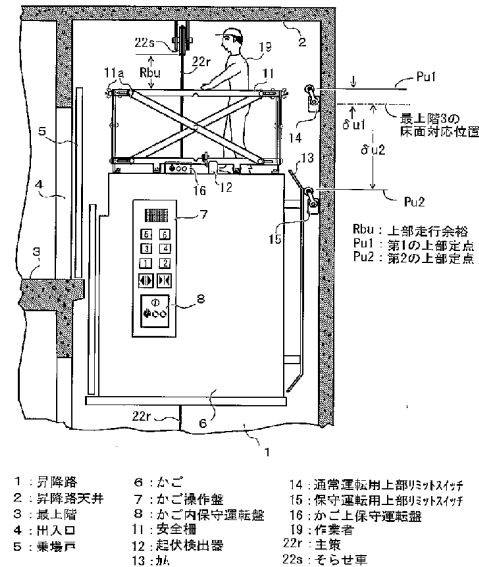 2
22s
22r
19
Rbu
11a
11
Pu1
14
δu1
最上階3の
床面対応位置
5
δu2
13
16
12
4
7
Pu2
15
Rbu：上部走行余裕
Pu1：第1の上部定点
Pu2：第2の上部定点
6 5
3 4
1 2
3
8
22r
6
1
1：昇降路
2：昇降路天井
3：最上階
4：出入口
5：乗場戸
6：かご
7：かご操作盤
8：かご内保守運転盤
11：安全柵
12：起伏検出器
13：カム
14：通常運転用上部リミットスイッチ
15：保守運転用上部リミットスイッチ
16：かご上保守運転盤
19：作業者
22r：主策
22s：そらせ車